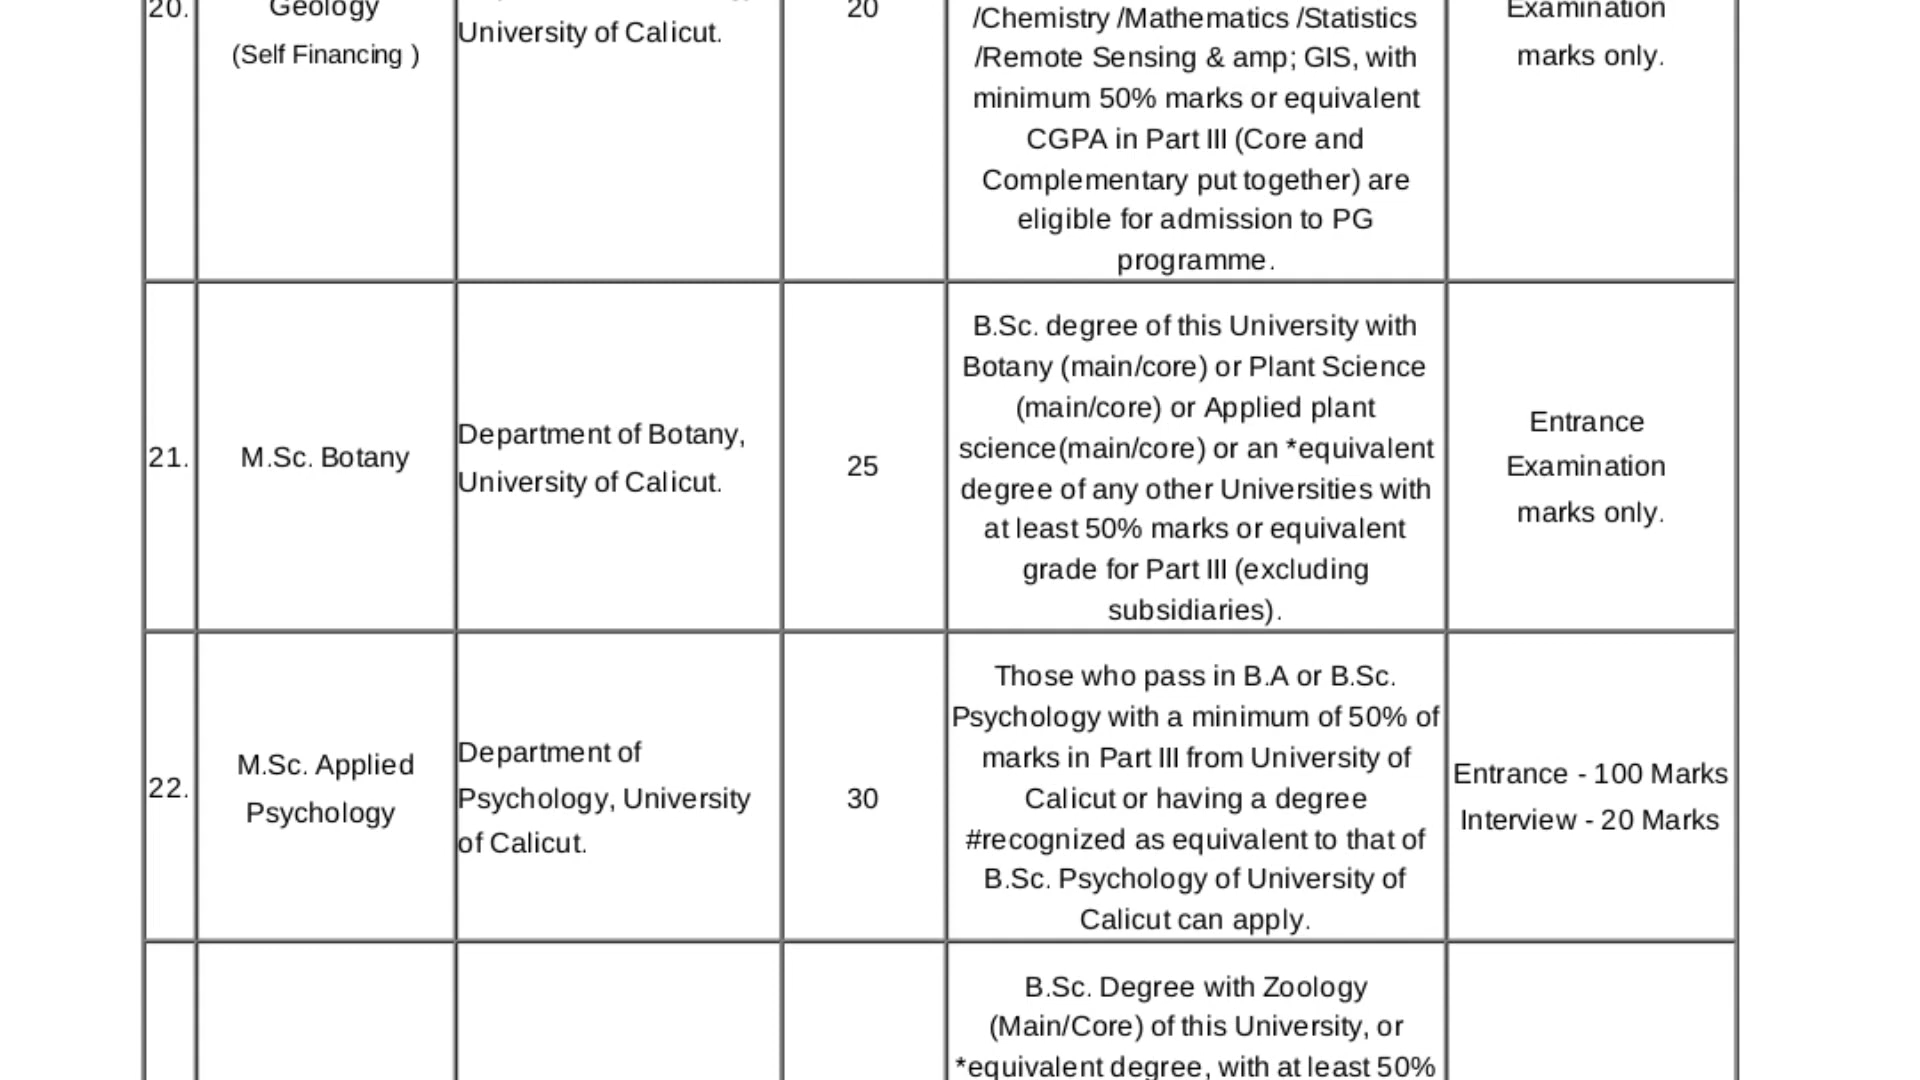 20.
Geology
(Self Financing )
University of Calicut.
20
/Chemistry /Mathematics /Statistics
/Remote Sensing & amp; GIS, with
minimum 50% marks or equivalent
CGPA in Part III (Core and
Complementary put together) are
eligible for admission to PG
programme.
Examination
marks only.
21.
M.Sc. Botany
Department of Botany,
University of Calicut.
25
B.Sc. degree of this University with
Botany (main/core) or Plant Science
(main/core) or Applied plant
science(main/core) or an *equivalent
degree of any other Universities with
at least 50% marks or equivalent
grade for Part III (excluding
subsidiaries).
Entrance
Examination
marks only.
22.
M.Sc. Applied
Psychology
Department of
Psychology, University
of Calicut.
30
Those who pass in B.A or B.Sc.
Psychology with a minimum of 50% of
marks in Part III from University of
Calicut or having a degree
#recognized as equivalent to that of
B.Sc. Psychology of University of
Calicut can apply.
Entrance - 100 Marks
Interview - 20 Marks
B.Sc. Degree with Zoology
(Main/Core) of this University, or
*equivalent degree, with at least 50%